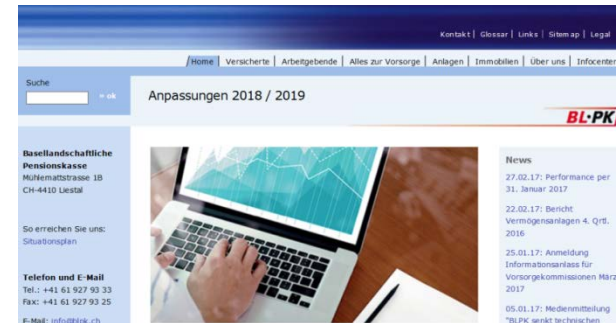 Kontakt | Glossar | Links | Sitemap | Legal
Home | Versicherte | Arbeitgebende | Alles zur Vorsorge | Anlagen | Immobilien | Über uns | Infocenter
Suche
» ok
Anpassungen 2018 / 2019
BL·PK
Basellandschaftliche
Pensionskasse
Mühlemattstrasse 1B
CH-4410 Liestal
So erreichen Sie uns:
Situationsplan
Telefon und E-Mail
Tel.: +41 61 927 93 33
Fax: +41 61 927 93 25
E-Mail: info@blpk.ch
News
27.02.17: Performance per
31. Januar 2017
22.02.17: Bericht
Vermögensanlagen 4. Qrtl.
2016
25.01.17: Anmeldung
Informationsanlass für
Vorsorgekommissionen März
2017
05.01.17: Medienmitteilung
"BLPK senkt technischen